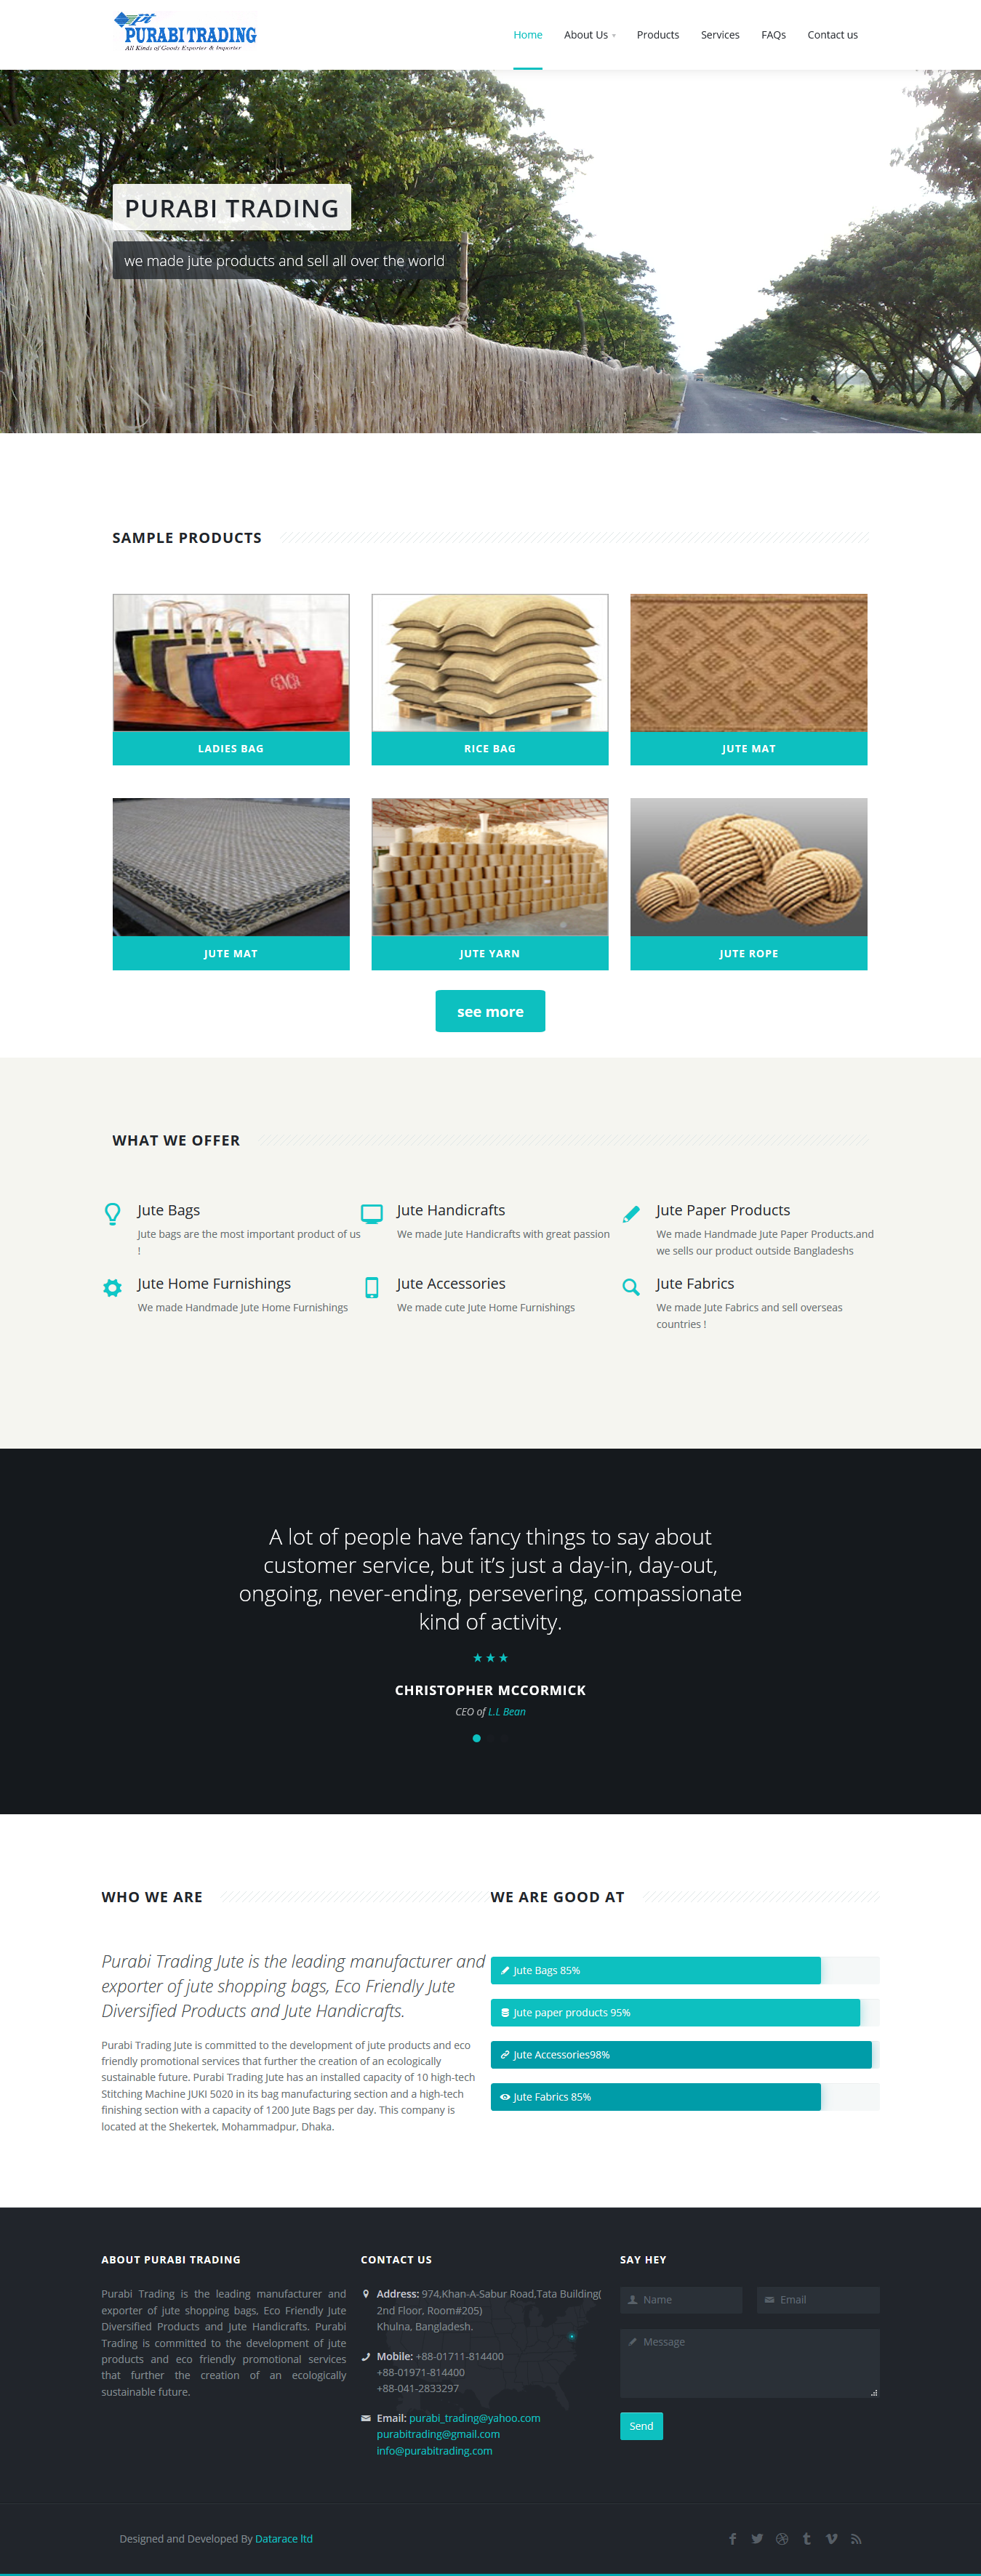 pi
PURABI TRADING
All Kinds of Goods Exporter & Importer
Home
About Us
Products
Services
FAQs
Contact us
PURABI TRADING
we made jute products and sell all over the world
SAMPLE PRODUCTS
LADIES BAG
RICE BAG
JUTE MAT
JUTE MAT
JUTE YARN
JUTE ROPE
see more
WHAT WE OFFER
Jute Bags
Jute bags are the most important product of us
!
Jute Handicrafts
We made Jute Handicrafts with great passion
Jute Paper Products
We made Handmade Jute Paper Products.and
we sells our product outside Bangladeshs
Jute Home Furnishings
We made Handmade Jute Home Furnishings
Jute Accessories
We made cute Jute Home Furnishings
Jute Fabrics
We made Jute Fabrics and sell overseas
countries !
A lot of people have fancy things to say about
customer service, but it’s just a day-in, day-out,
ongoing, never-ending, persevering, compassionate
kind of activity.
CHRISTOPHER MCCORMICK
CEO of L.L Bean
WHO WE ARE
Purabi Trading Jute is the leading manufacturer and
exporter of jute shopping bags, Eco Friendly Jute
Diversified Products and Jute Handicrafts.
Purabi Trading Jute is committed to the development of jute products and eco
friendly promotional services that further the creation of an ecologically
sustainable future. Purabi Trading Jute has an installed capacity of 10 high-tech
Stitching Machine JUKI 5020 in its bag manufacturing section and a high-tech
finishing section with a capacity of 1200 Jute Bags per day. This company is
located at the Shekertek, Mohammadpur, Dhaka.
WE ARE GOOD AT
Jute Bags 85%
Jute paper products 95%
Jute Accessories98%
Jute Fabrics 85%
ABOUT PURABI TRADING
Purabi Trading is the leading manufacturer and
exporter of jute shopping bags, Eco Friendly Jute
Diversified Products and Jute Handicrafts. Purabi
Trading is committed to the development of jute
products and eco friendly promotional services
that further the creation of an ecologically
sustainable future.
CONTACT US
Address: 974,Khan-A-Sabur Road,Tata Building(
2nd Floor, Room#205)
Khulna, Bangladesh.
Mobile: +88-01711-814400
+88-01971-814400
+88-041-2833297
Email: purabi_trading@yahoo.com
purabitrading@gmail.com
info@purabitrading.com
SAY HEY
Name
Email
Message
Send
Designed and Developed By Datarace ltd